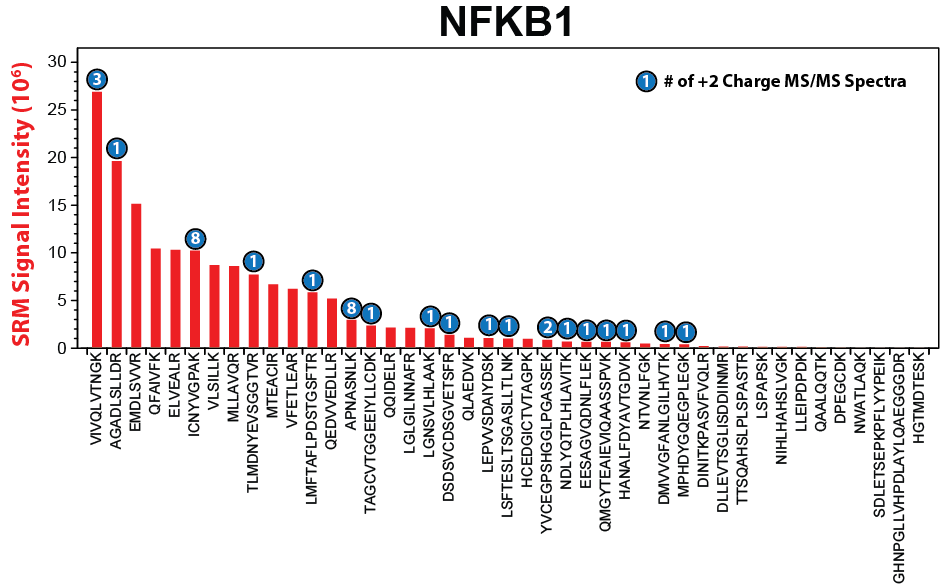 NFKB1
SRM Signal Intensity (10⁶)
30
25
20
15
10
5
0
1 # of +2 Charge MS/MS Spectra
3
1
8
1
1
8
1
1
1
1
1
2
1
1
1
1
1
1
VIVQLVTNGK
AGADLSLLDR
EMDLSVVR
QFAIVFK
ELVEALR
ICNYVGPAK
VLSILLK
MLLAVQR
TLMDNYEVSGGTVR
MTEACIR
VFETLEAR
LMFTAFLPDSTGSFTR
QEDVVEDLLR
APNASNLK
TAGCVTGGEEIYLLCDK
QQIDELR
LGLGILNNAFR
LGNSVLHLAAK
DSDSVCDSGVETSFR
QLAEDVK
LEPVVSDAIYDSK
LSFTESLTSGASLLTLNK
HCEDGICTVTAGPK
YVCEGPSHGGLPGASSEK
NDLYQTPLHLAVITK
EESAGVQDNLFLEK
QMGYTEAIEVIQAASSPVK
HANALFDYAVTGDVK
NTVNLFGK
DMVVGFANLGILHVTK
MPHDYGQEGPLEGK
DINITKPASVFVQLR
DLLEVTSGLISDDIINMR
TTSQAHSLPLSPASTR
LSPAPSK
NIHLHAHSLVGK
LLEIPDPDK
QAALQQTK
DPEGCDK
NWATLAQK
SDLETSEPKPFLYYPEIK
GHNPGLLVHPDLAYLQAEGGGDR
HGTMDTESK